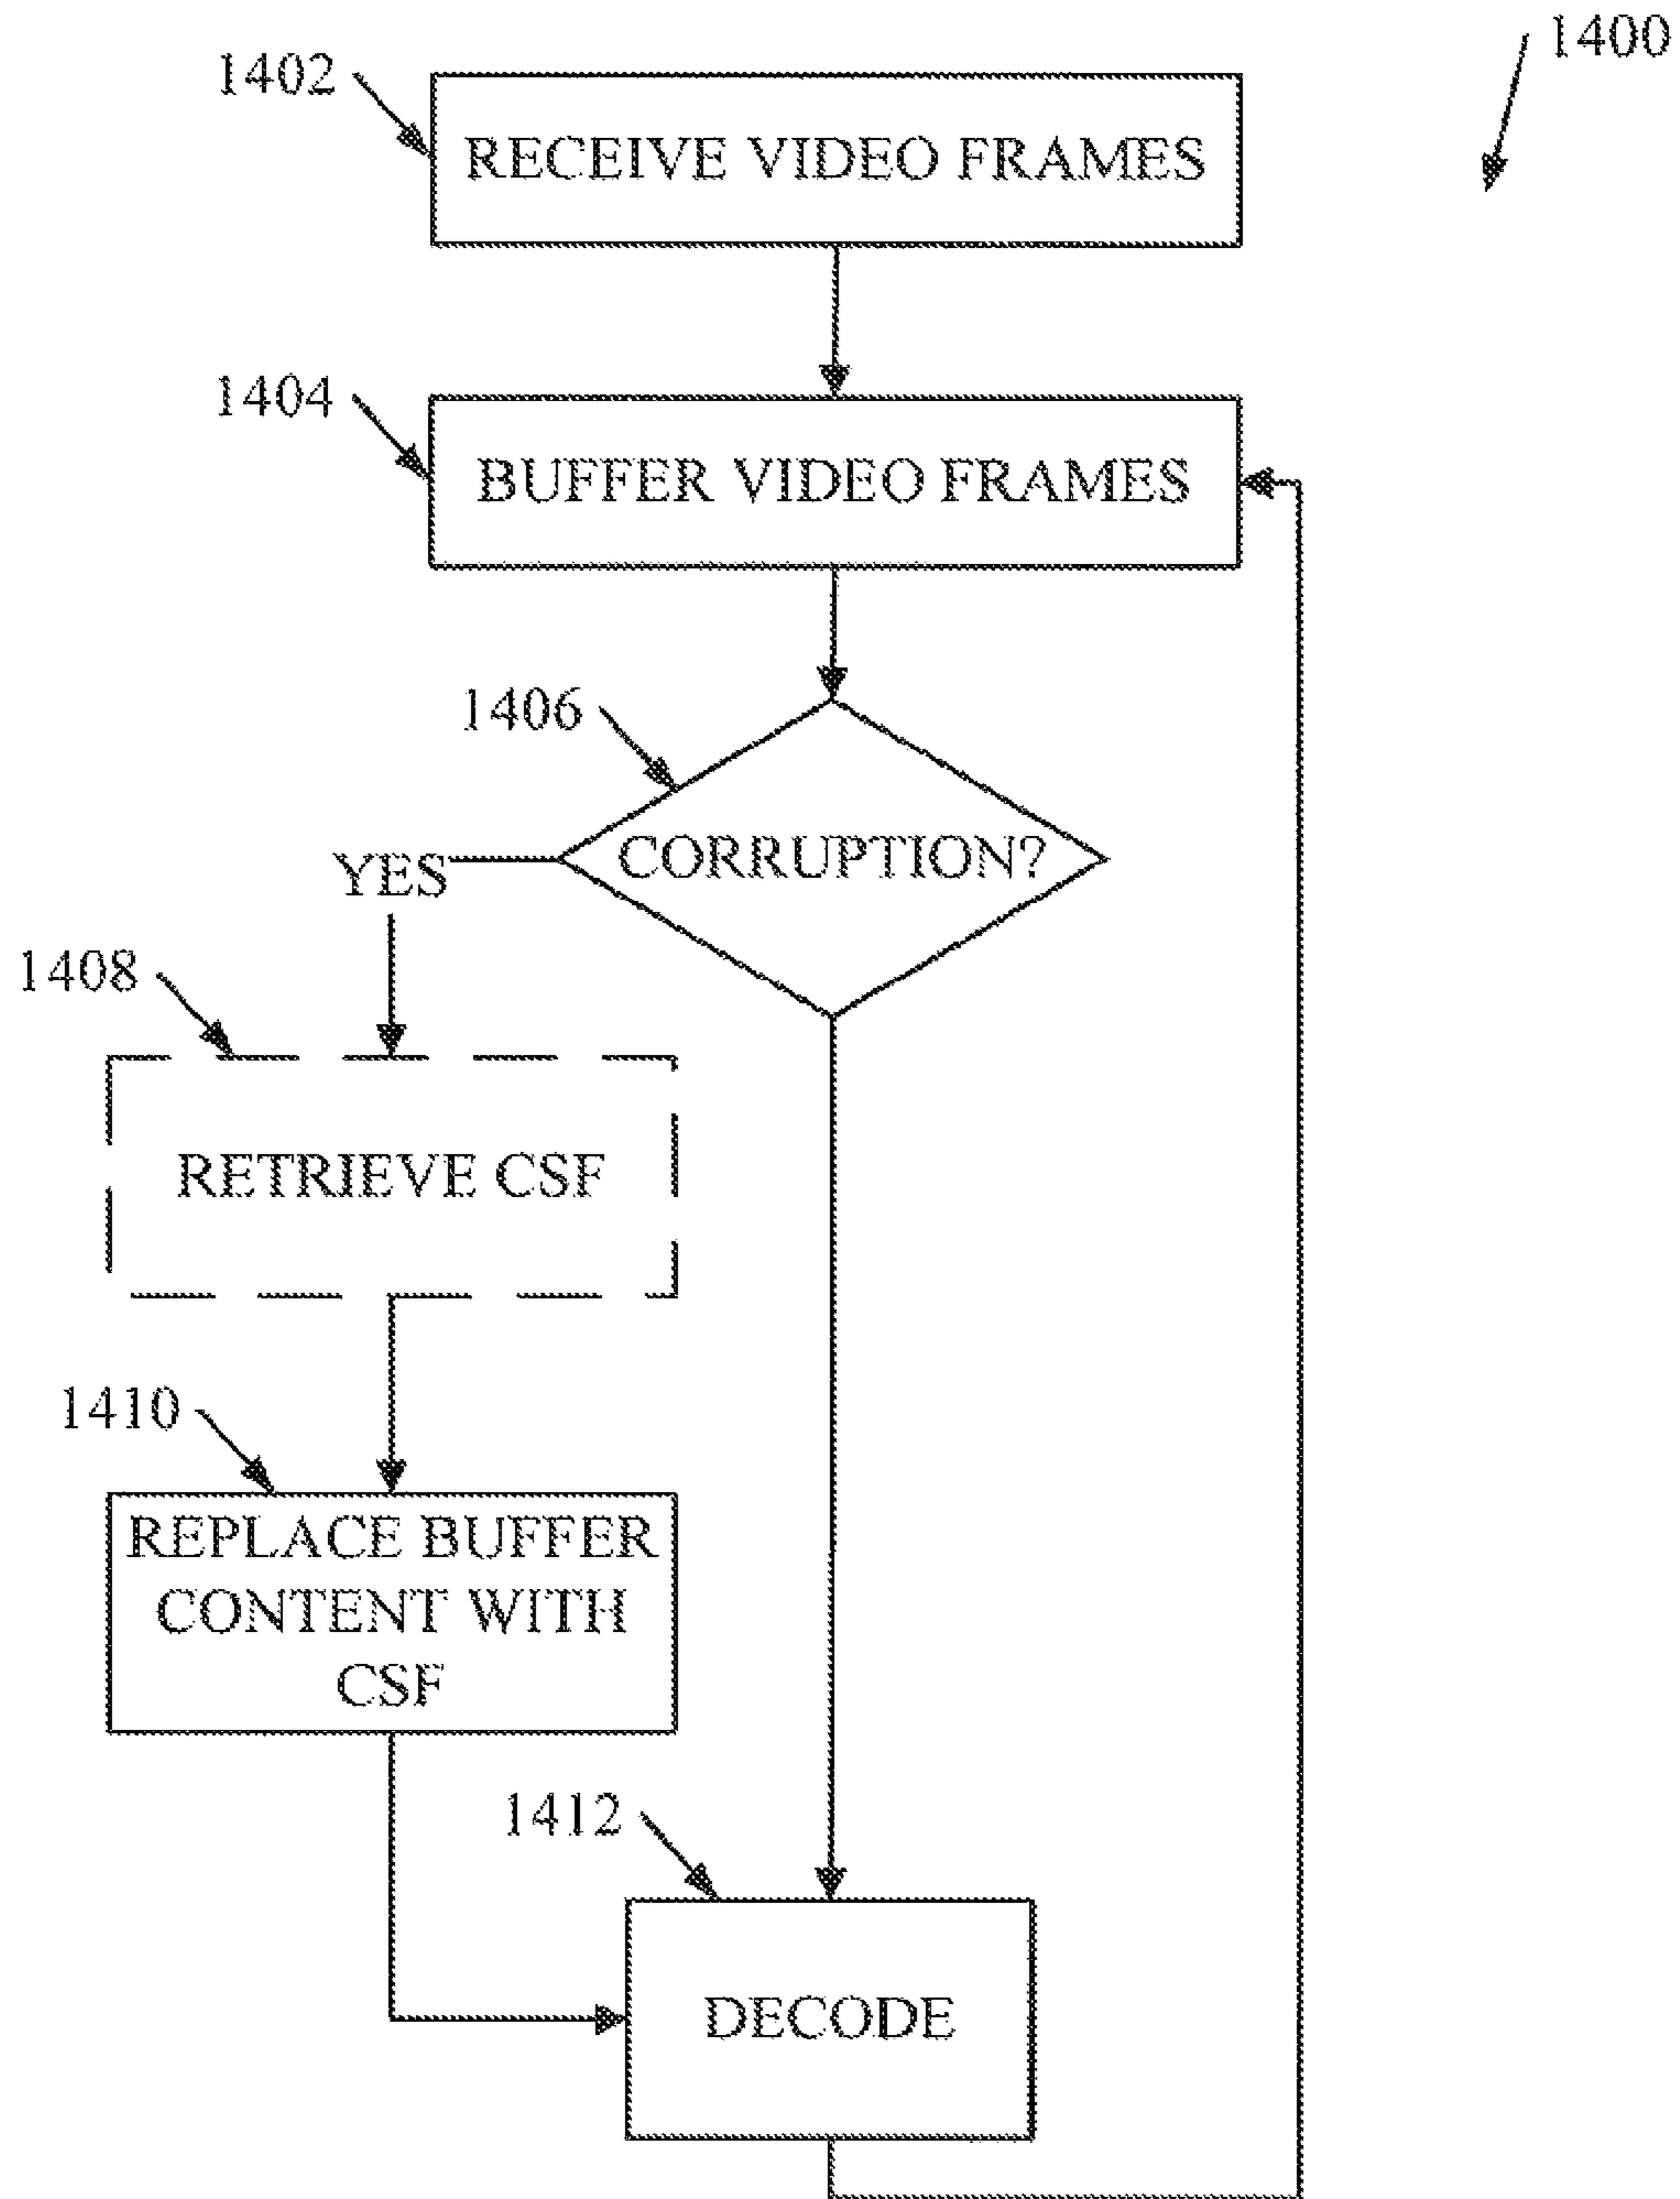 1400
1402
RECEIVE VIDEO FRAMES
1404
BUFFER VIDEO FRAMES
1406
CORRUPTION?
YES
1408
RETRIEVE CSF
1410
REPLACE BUFFER
CONTENT WITH
CSF
1412
DECODE